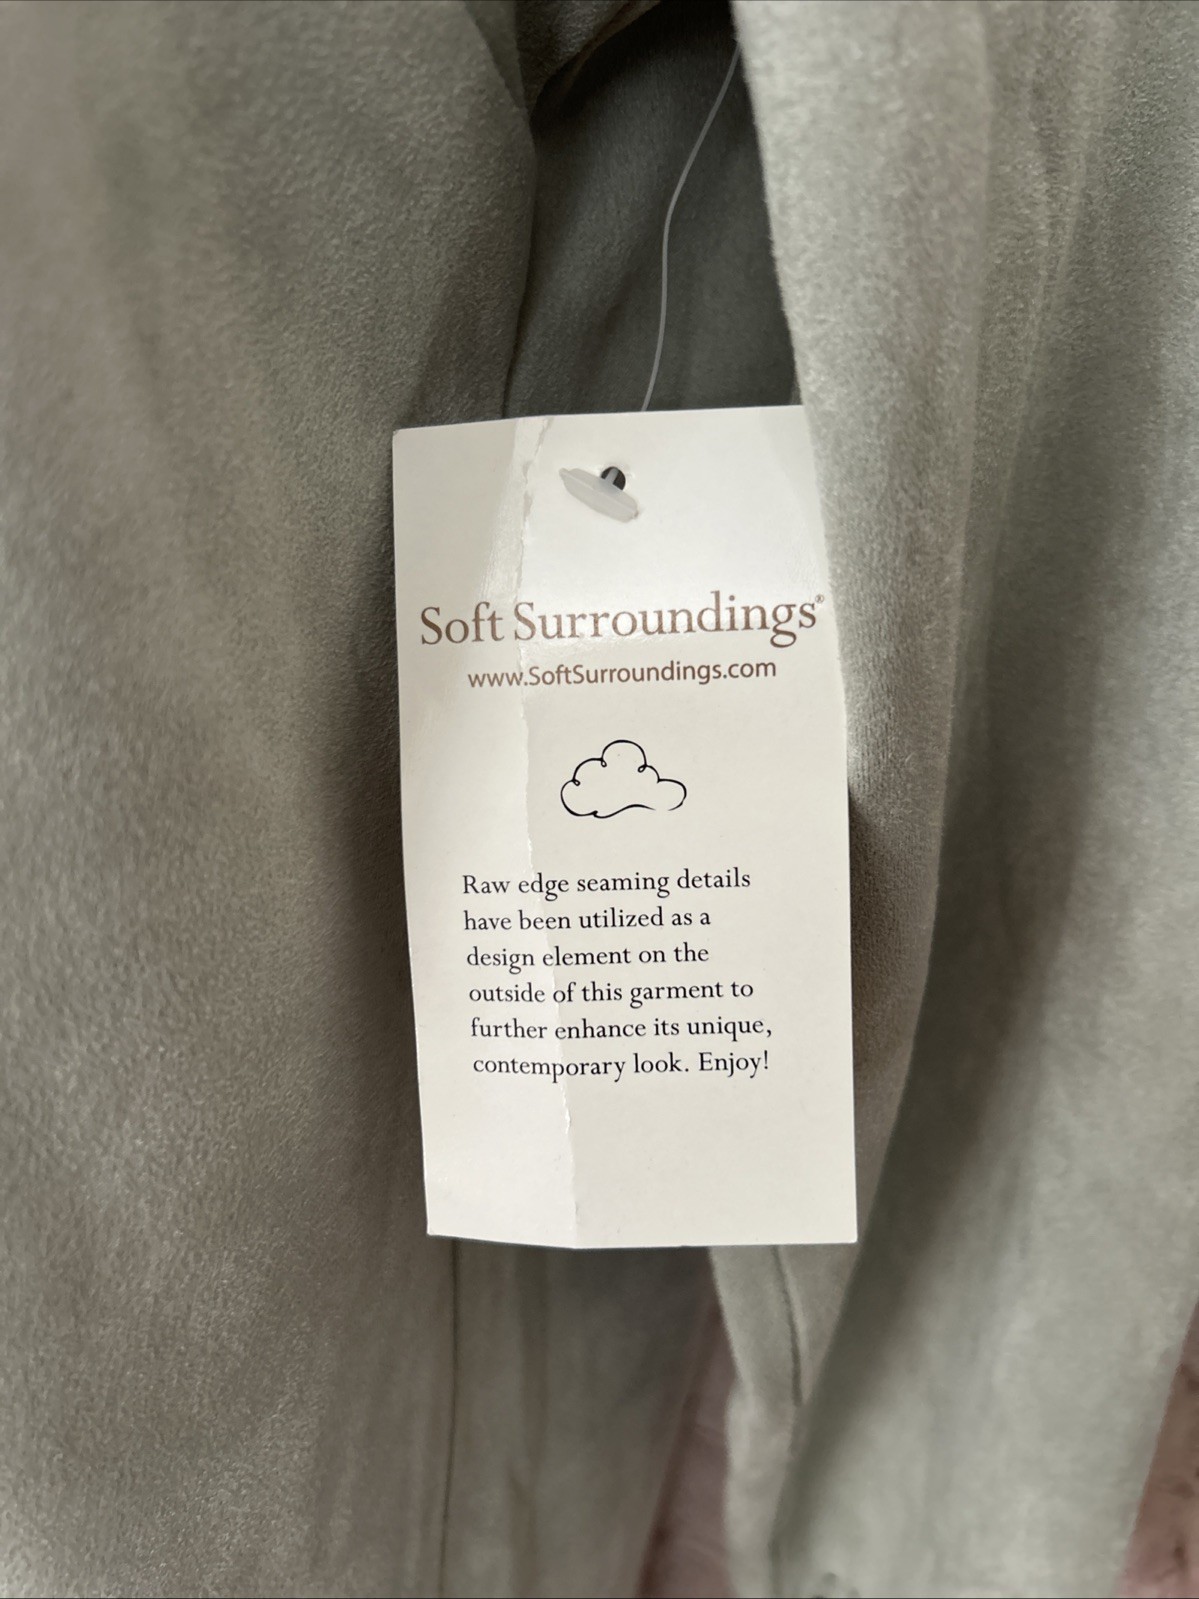 Soft Surroundings®
www.SoftSurroundings.com
Raw edge seaming details
have been utilized as a
design element on the
outside of this garment to
further enhance its unique,
contemporary look. Enjoy!